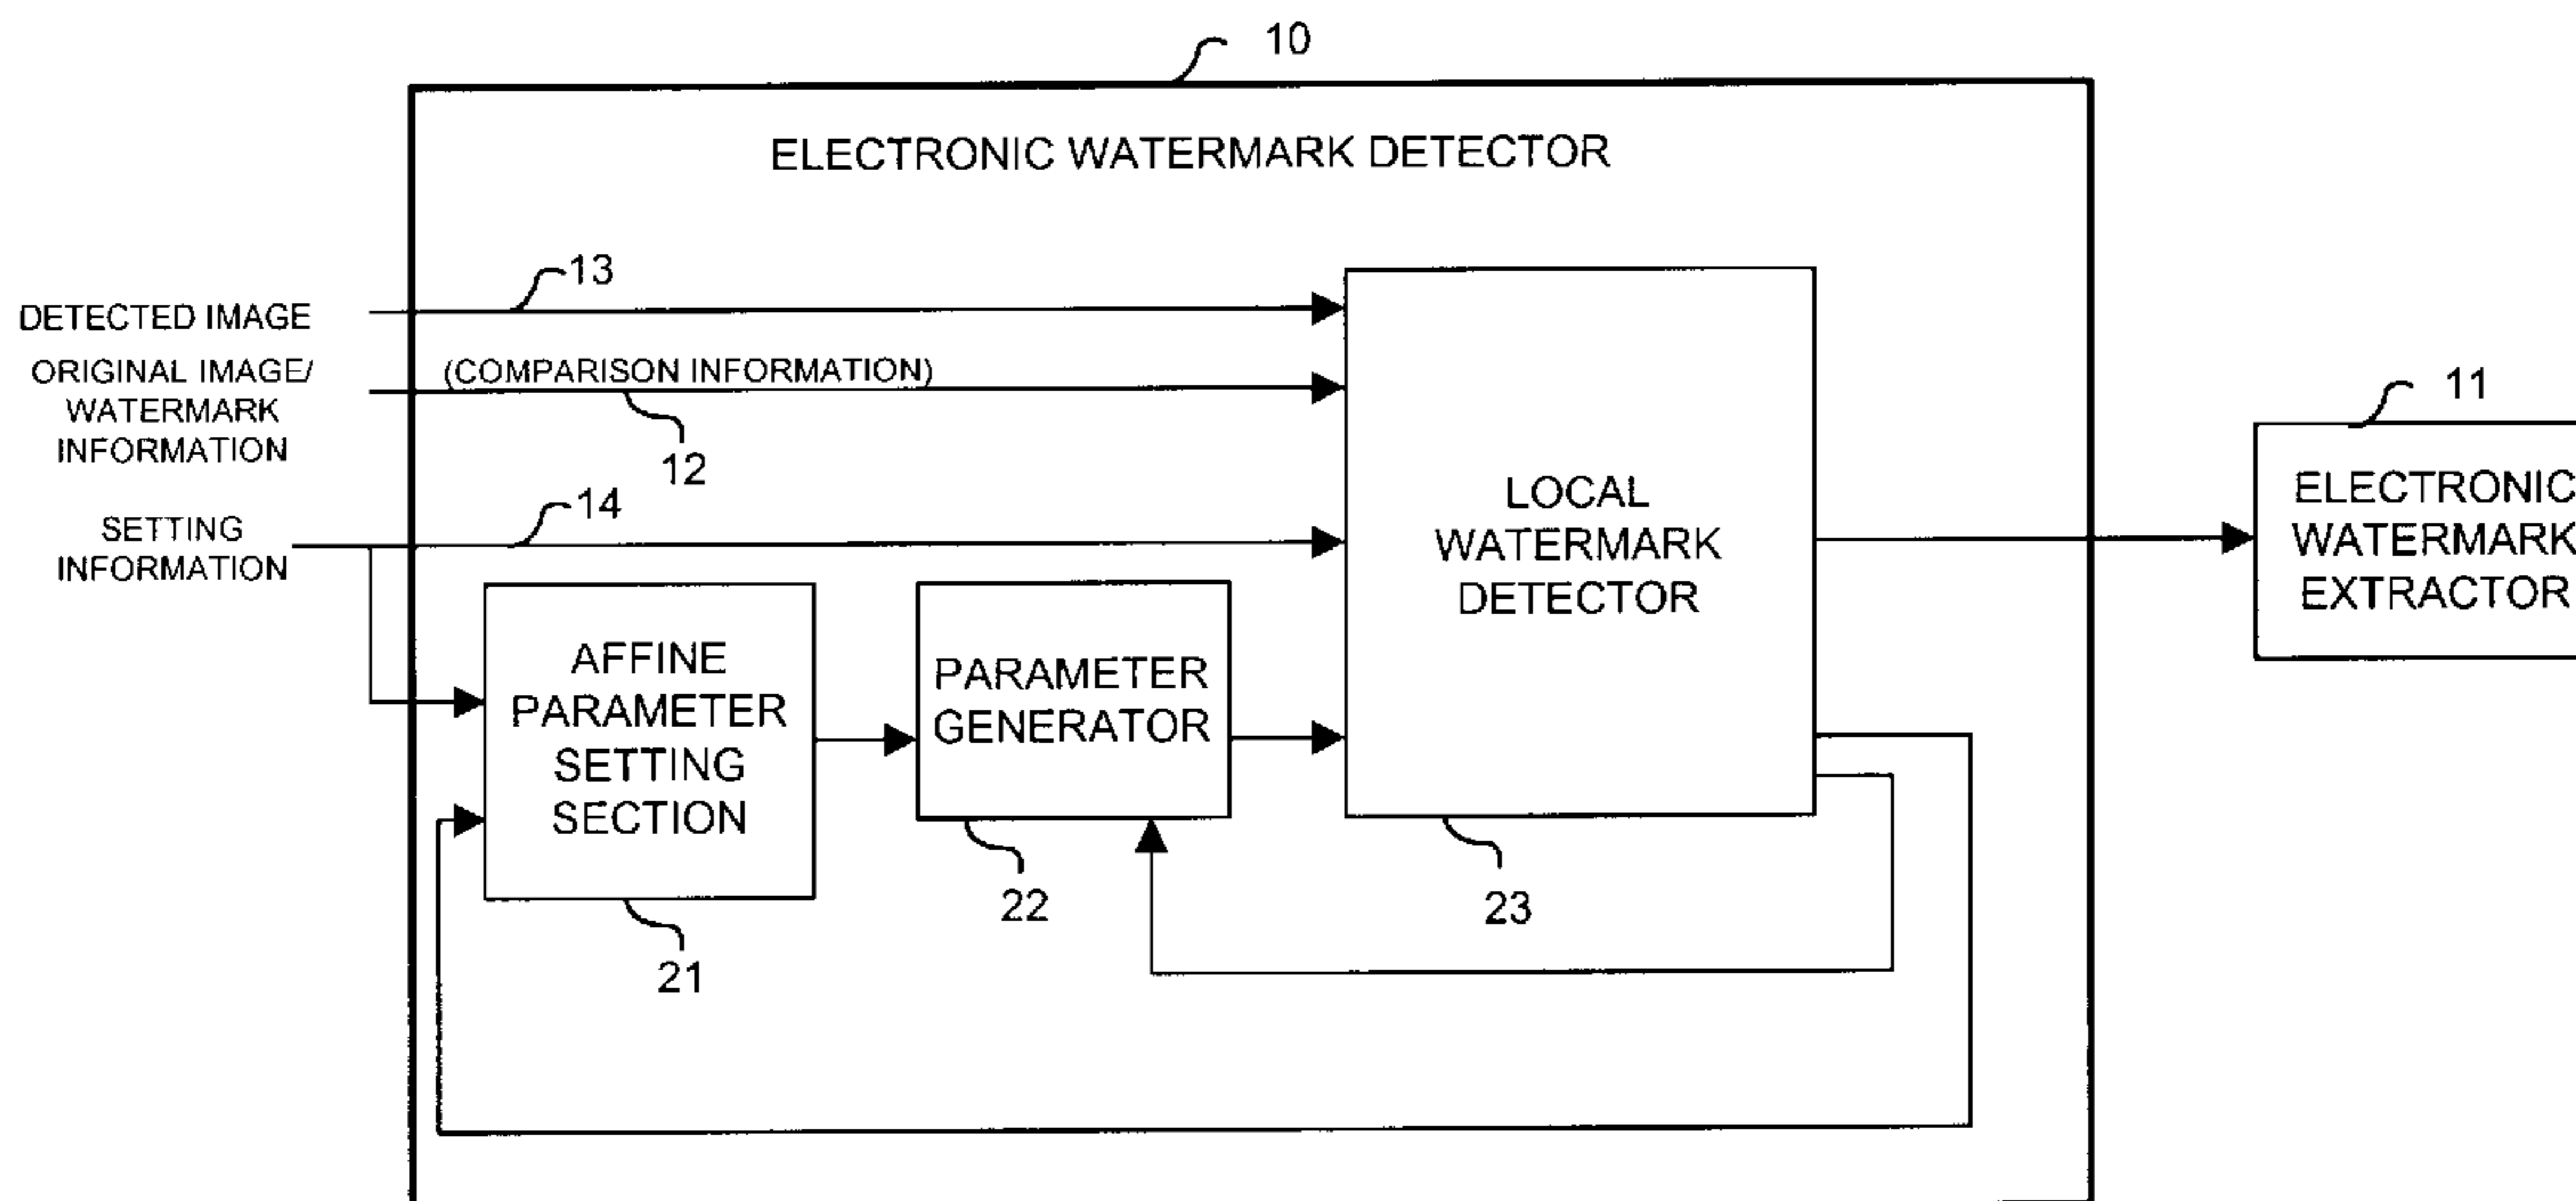 10
ELECTRONIC WATERMARK DETECTOR
13
DETECTED IMAGE
ORIGINAL IMAGE/
WATERMARK
INFORMATION
(COMPARISON INFORMATION)
12
14
SETTING
INFORMATION
AFFINE
PARAMETER
SETTING
SECTION
21
PARAMETER
GENERATOR
22
LOCAL
WATERMARK
DETECTOR
23
11
ELECTRONIC
WATERMARK
EXTRACTOR